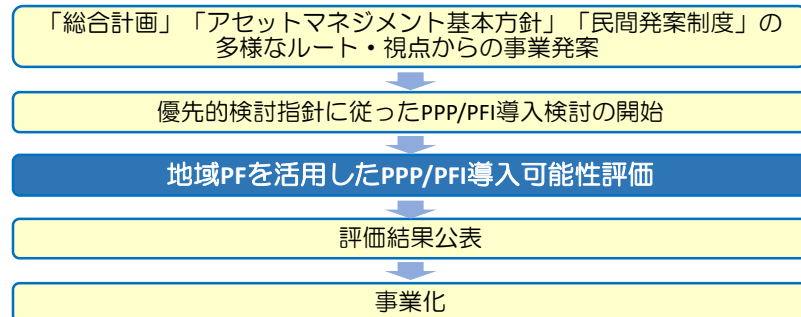 「総合計画」「アセットマネジメント基本方針」「民間発案制度」の
多様なルート・視点からの事業発案
優先的検討指針に従ったPPP/PFI導入検討の開始
地域PFを活用したPPP/PFI導入可能性評価
評価結果公表
事業化